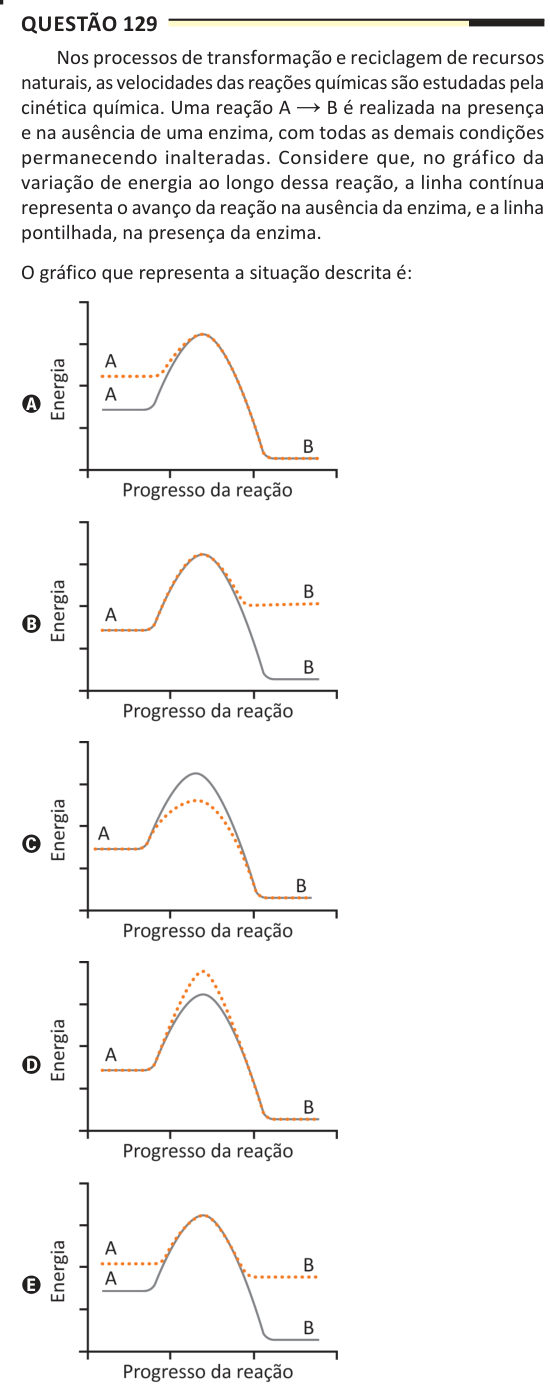 QUESTÃO 129
Nos processos de transformação e reciclagem de recursos
naturais, as velocidades das reações químicas são estudadas pela
cinética química. Uma reação A ⟶ B é realizada na presença
e na ausência de uma enzima, com todas as demais condições
permanecendo inalteradas. Considere que, no gráfico da
variação de energia ao longo dessa reação, a linha contínua
representa o avanço da reação na ausência da enzima, e a linha
pontilhada, na presença da enzima.
O gráfico que representa a situação descrita é:
A
Energia
A
A
B
Progresso da reação
B
Energia
A
B
B
Progresso da reação
C
Energia
A
B
Progresso da reação
D
Energia
A
B
Progresso da reação
E
Energia
A
A
B
B
Progresso da reação